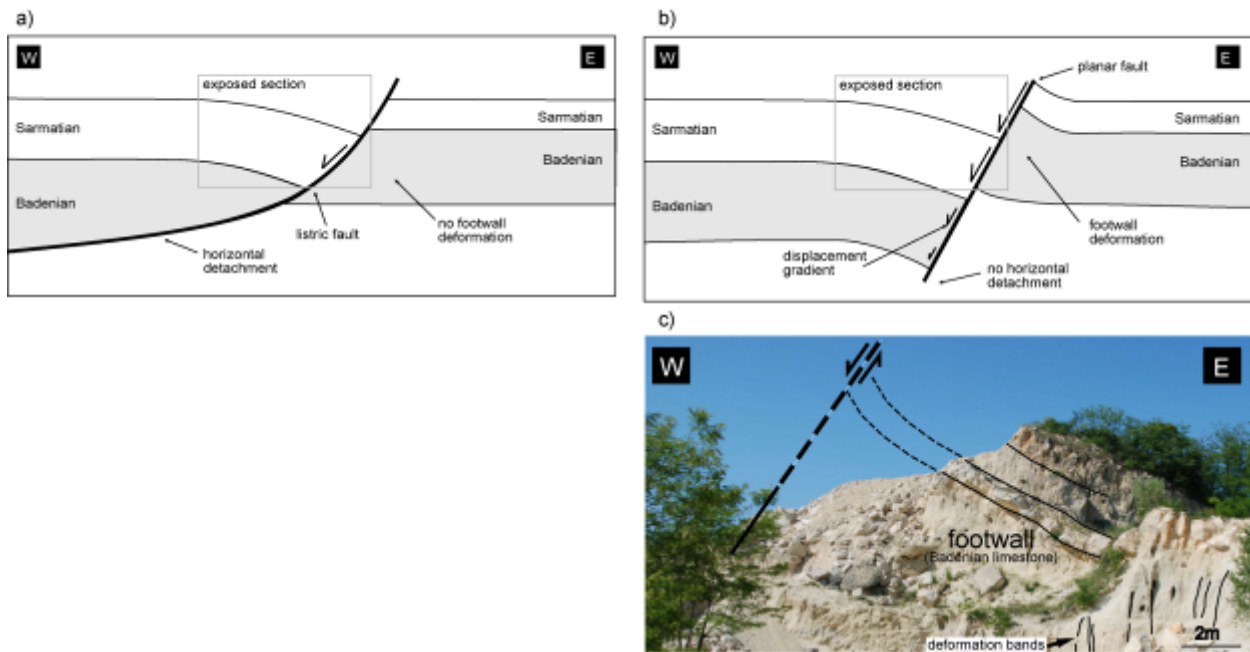 a)
W
E
exposed section
Sarmatian
Sarmatian
Badenian
Badenian
no footwall
deformation
listric fault
horizontal
detachment
b)
W
E
planar fault
exposed section
Sarmatian
Sarmatian
Badenian
Badenian
footwall
deformation
displacement
gradient
no horizontal
detachment
c)
W
E
footwall
(Badenian limestone)
deformation bands
2m